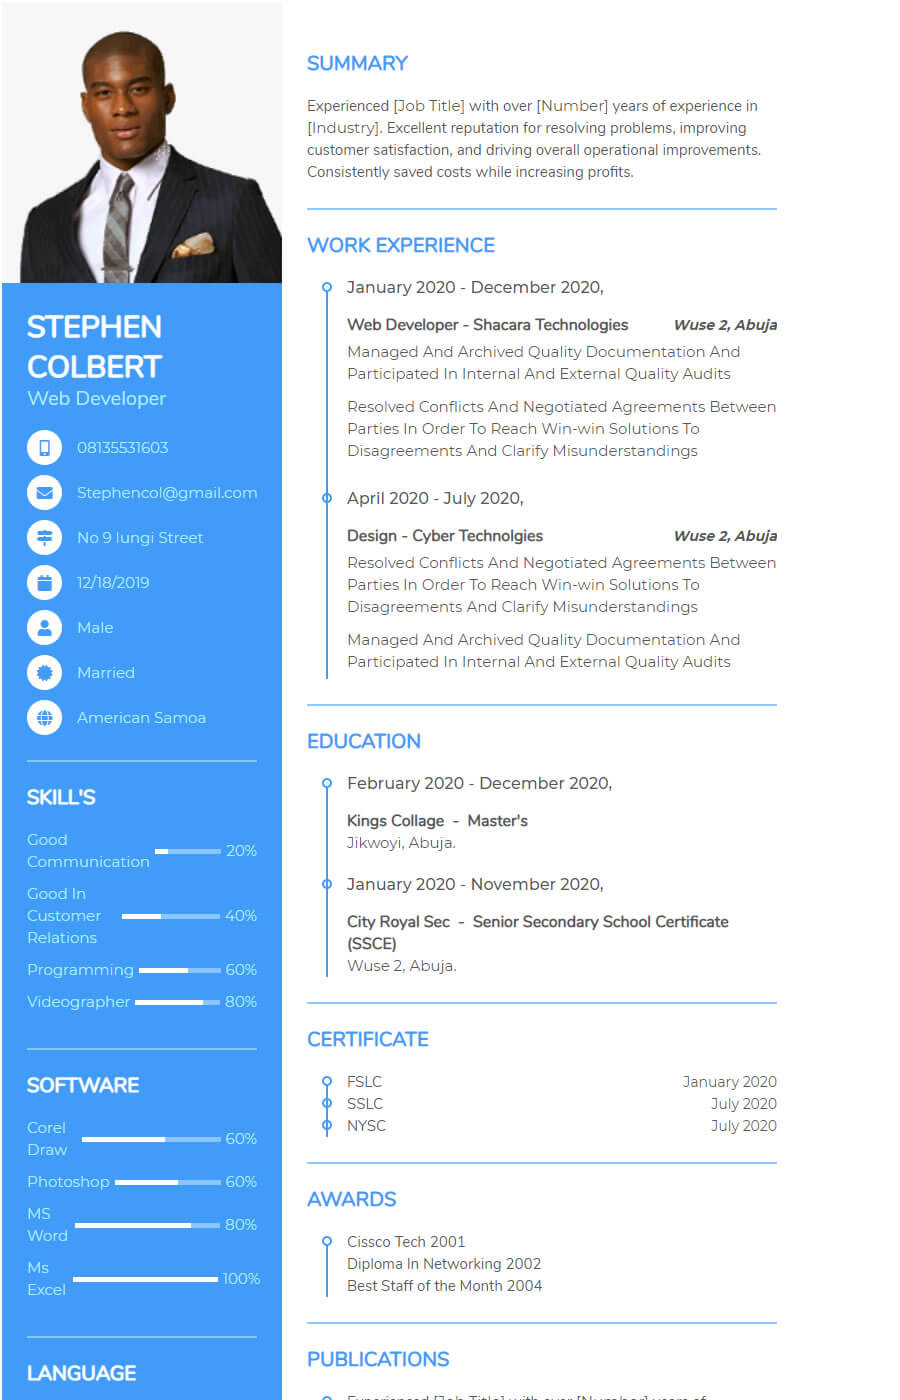 STEPHEN
COLBERT
Web Developer
08135531603
Stephencol@gmail.com
No 9 Iungi Street
12/18/2019
Male
Married
American Samoa
SKILL'S
Good
Communication 20%
Good In
Customer 40%
Relations
Programming 60%
Videographer 80%
SOFTWARE
Corel
Draw 60%
Photoshop 60%
MS
Word 80%
Ms
Excel 100%
LANGUAGE
SUMMARY
Experienced [Job Title] with over [Number] years of experience in
[Industry]. Excellent reputation for resolving problems, improving
customer satisfaction, and driving overall operational improvements.
Consistently saved costs while increasing profits.
WORK EXPERIENCE
January 2020 - December 2020,
Web Developer - Shacara Technologies Wuse 2, Abuja
Managed And Archived Quality Documentation And
Participated In Internal And External Quality Audits
Resolved Conflicts And Negotiated Agreements Between
Parties In Order To Reach Win-win Solutions To
Disagreements And Clarify Misunderstandings
April 2020 - July 2020,
Design - Cyber Technolgies Wuse 2, Abuja
Resolved Conflicts And Negotiated Agreements Between
Parties In Order To Reach Win-win Solutions To
Disagreements And Clarify Misunderstandings
Managed And Archived Quality Documentation And
Participated In Internal And External Quality Audits
EDUCATION
February 2020 - December 2020,
Kings Collage - Master's
Jikwoyi, Abuja.
January 2020 - November 2020,
City Royal Sec - Senior Secondary School Certificate
(SSCE)
Wuse 2, Abuja.
CERTIFICATE
FSLC January 2020
SSLC July 2020
NYSC July 2020
AWARDS
Cissco Tech 2001
Diploma In Networking 2002
Best Staff of the Month 2004
PUBLICATIONS
Experienced [Job Title] with over [Number] years of